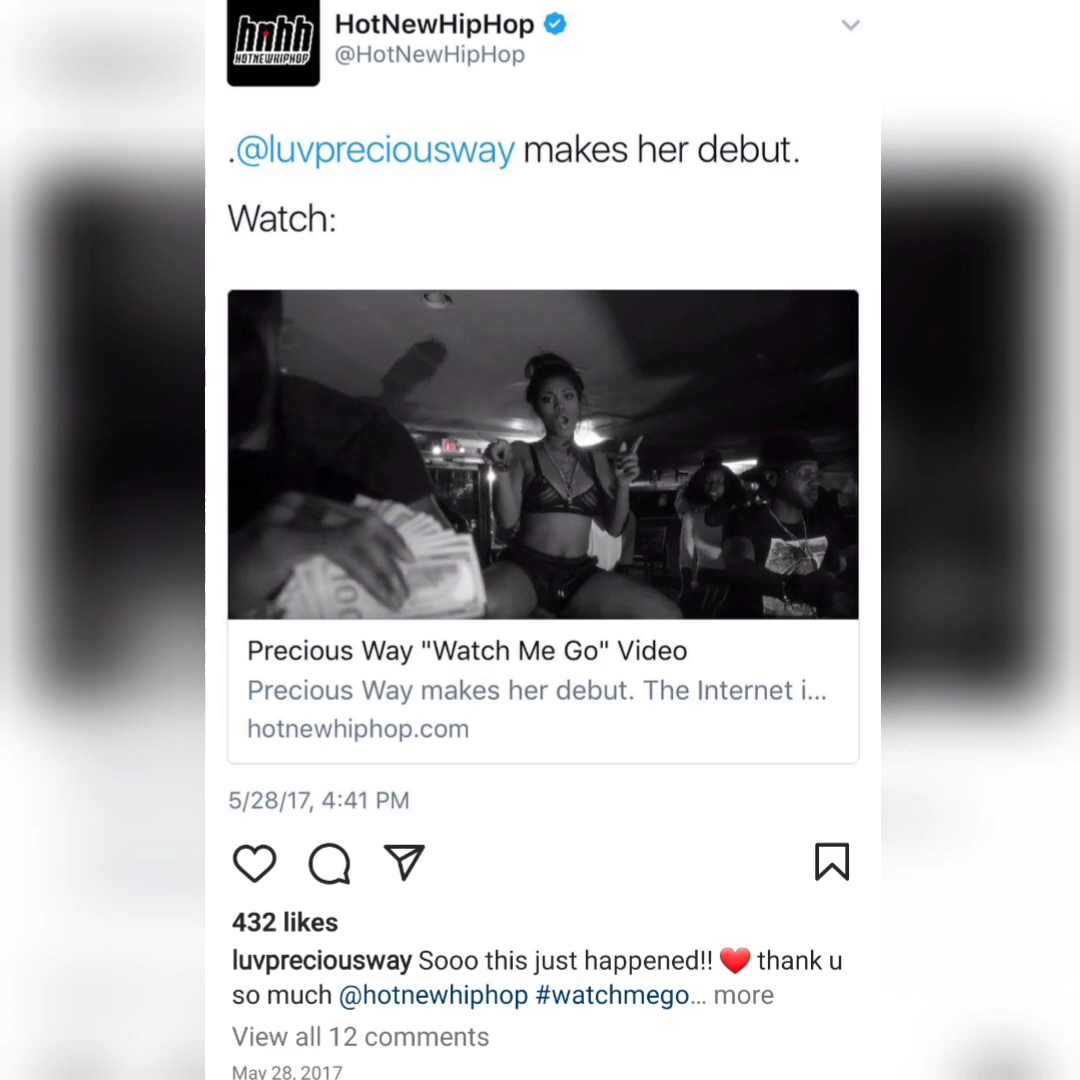 hnhh
HOTNEWHIPHOP
HotNewHipHop
@HotNewHipHop
.@luvpreciousway makes her debut.
Watch:
Precious Way "Watch Me Go" Video
Precious Way makes her debut. The Internet i...
hotnewhiphop.com
5/28/17, 4:41 PM
432 likes
luvpreciousway Sooo this just happened!! ❤️ thank u
so much @hotnewhiphop #watchmego... more
View all 12 comments
May 28, 2017